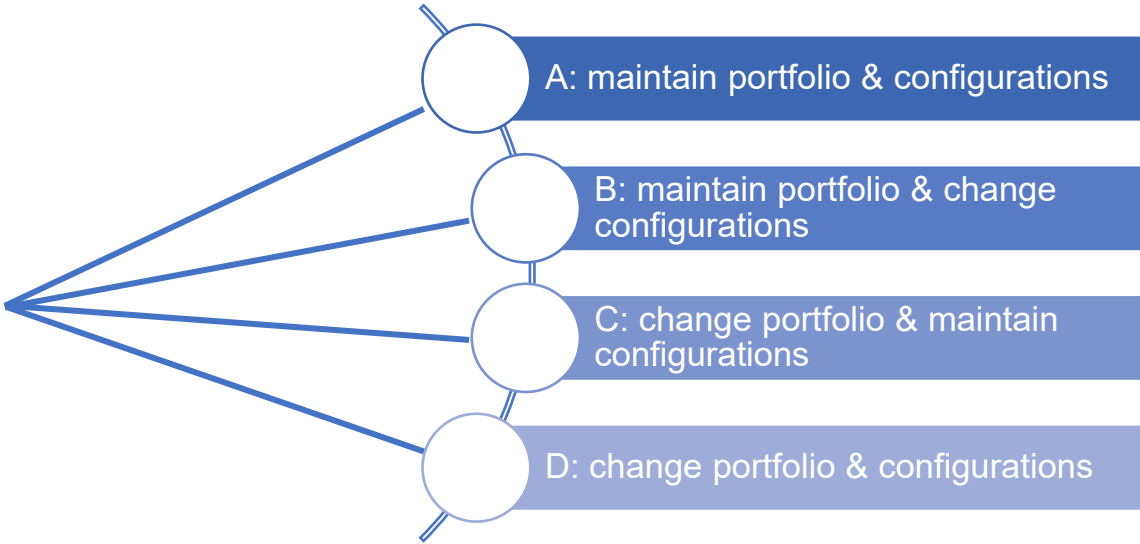 A: maintain portfolio & configurations
B: maintain portfolio & change
configurations
C: change portfolio & maintain
configurations
D: change portfolio & configurations